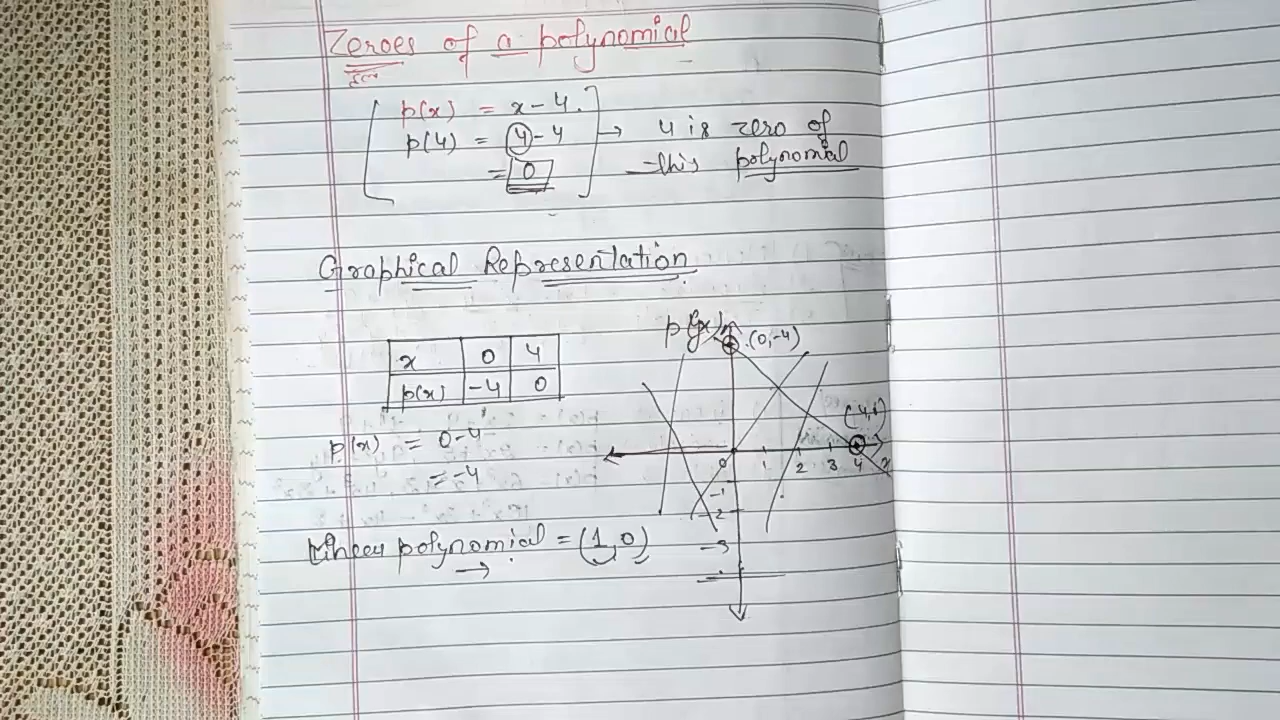 Zeroes of a polynomial
p(x) = x - 4.
p(4) = 4 - 4 → 4 is zero of
= 0 this polynomial
Graphical Representation
x 0 4
p(x) -4 0
p(x) = 0-4
= -4
p(x)
(0,-4)
(4,0)
0 1 2 3 4 x
-1
-2
-3
polynomial = (1,0)
→